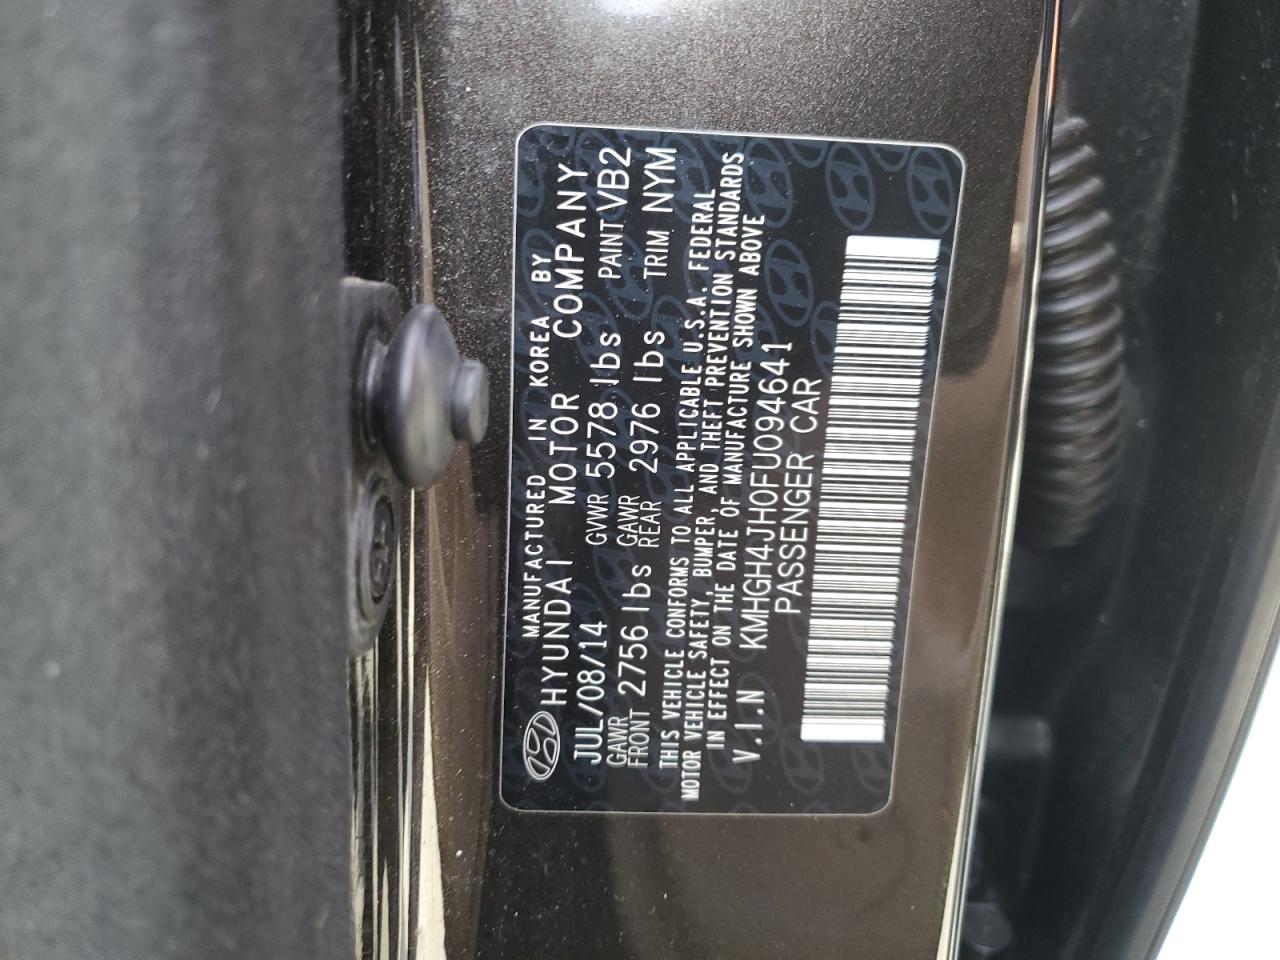 MANUFACTURED IN KOREA BY
HYUNDAI MOTOR COMPANY
JUL/08/14 GVWR 5578 lbs PAINT VB2
GAWR FRONT 2756 lbs GAWR REAR 2976 lbs TRIM NYM
THIS VEHICLE CONFORMS TO ALL APPLICABLE U.S.A. FEDERAL
MOTOR VEHICLE SAFETY, BUMPER, AND THEFT PREVENTION STANDARDS
IN EFFECT ON THE DATE OF MANUFACTURE SHOWN ABOVE
V.I.N KMHGH4JH0FU094641
PASSENGER CAR